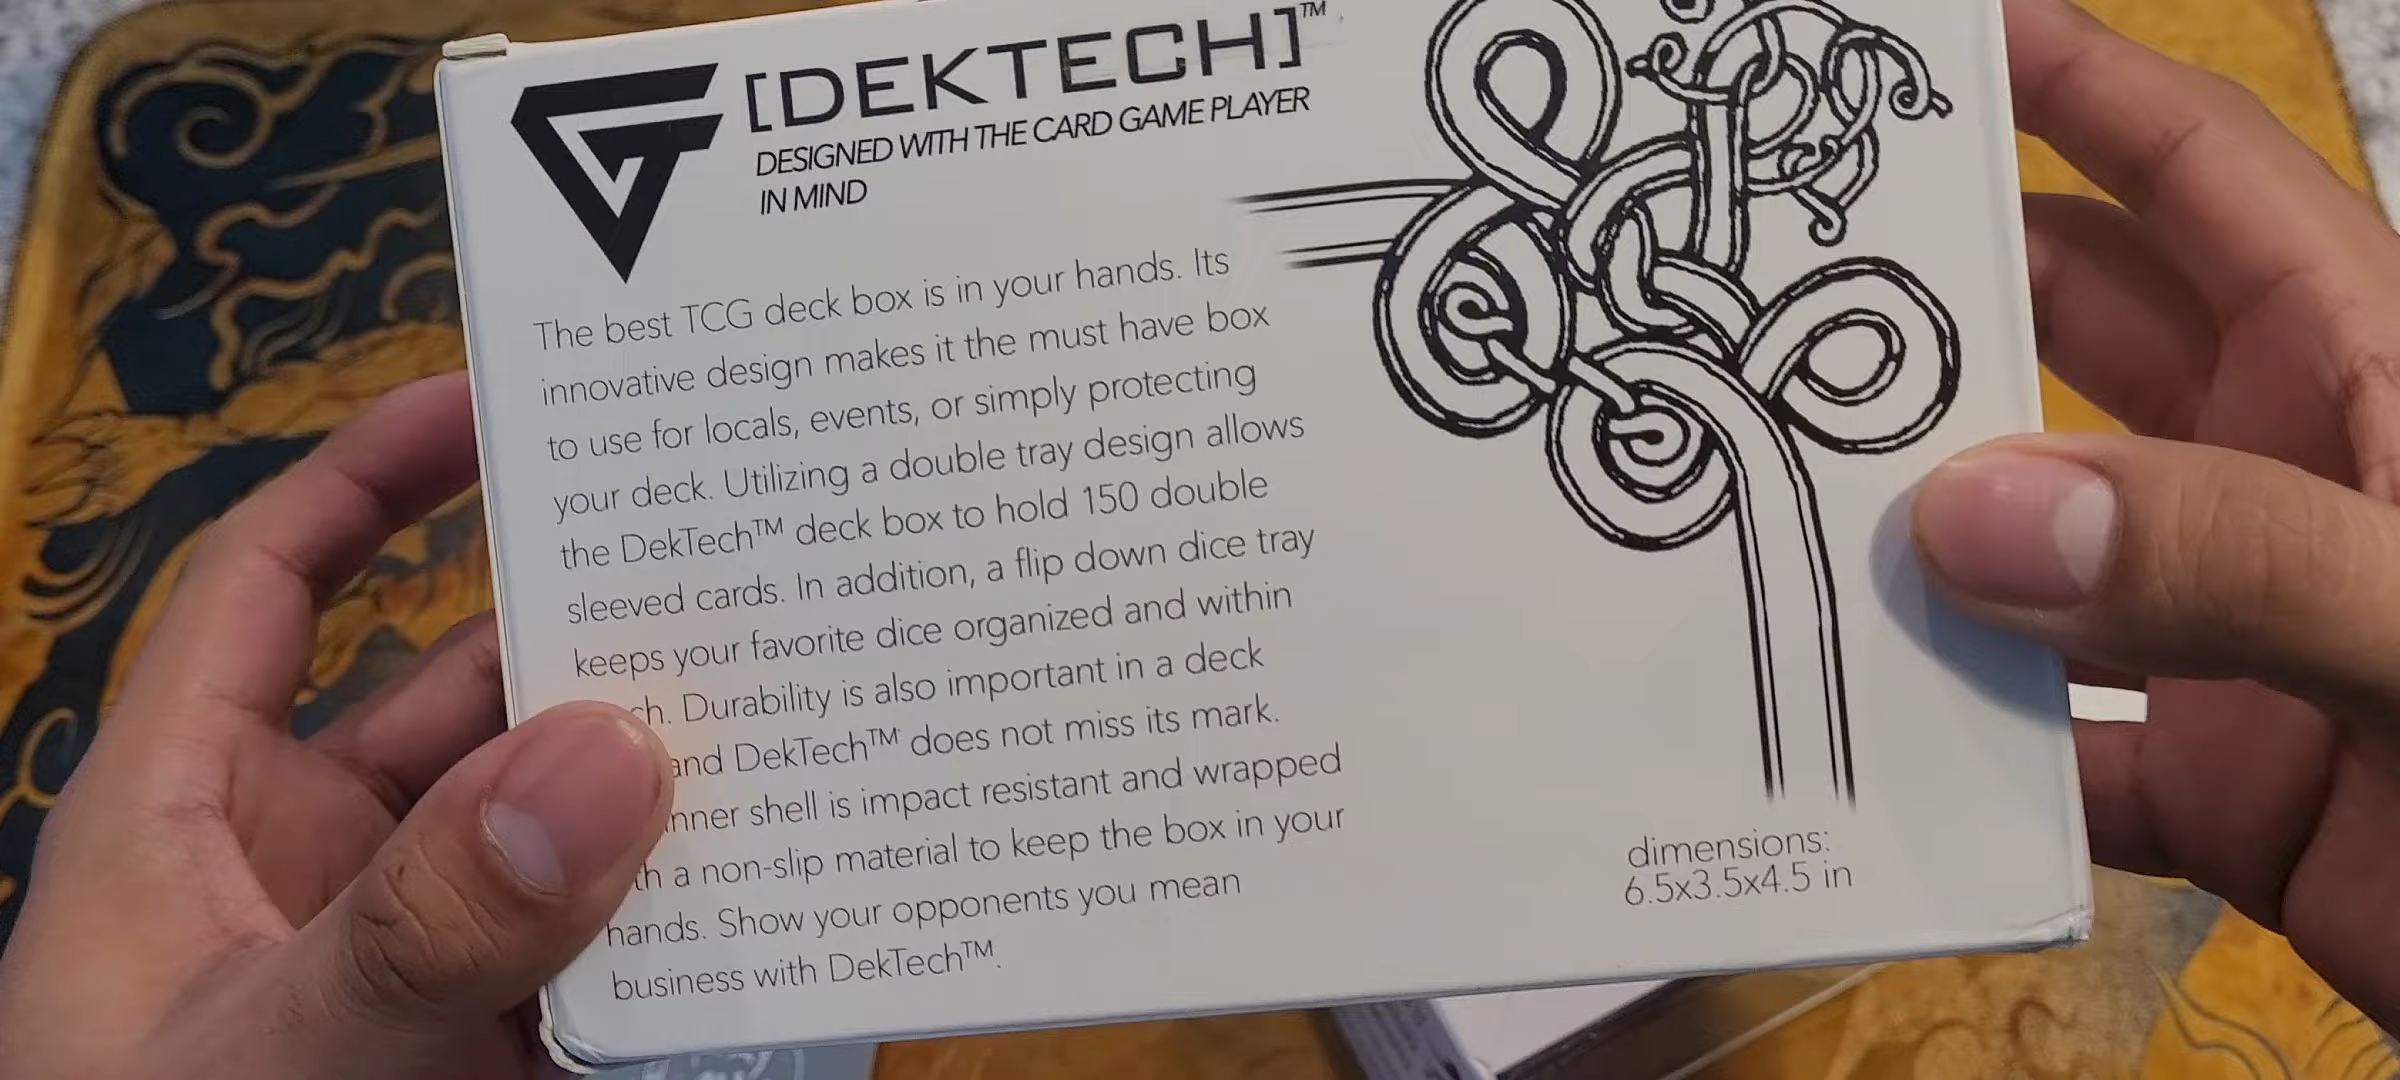 [DEKTECH]™
DESIGNED WITH THE CARD GAME PLAYER
IN MIND
The best TCG deck box is in your hands. Its
innovative design makes it the must have box
to use for locals, events, or simply protecting
your deck. Utilizing a double tray design allows
the DekTech™ deck box to hold 150 double
sleeved cards. In addition, a flip down dice tray
keeps your favorite dice organized and within
Durability is also important in a deck
and DekTech™ does not miss its mark.
shell is impact resistant and wrapped
a non-slip material to keep the box in your
hands. Show your opponents you mean
business with DekTech™.
dimensions:
6.5x3.5x4.5 in